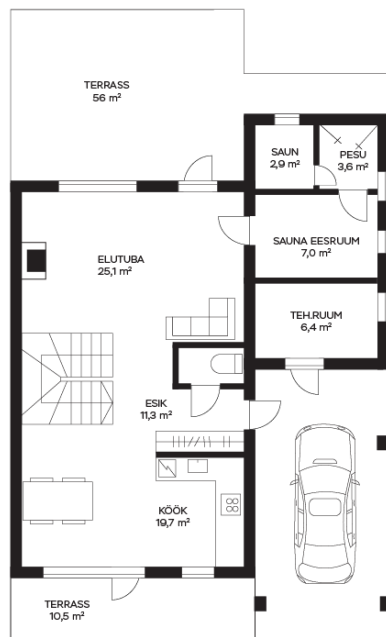 TERRASS
56 m²
SAUN
2,9 m²
PESU
3,6 m²
ELUTUBA
25,1 m²
SAUNA EESRUUM
7,0 m²
TEH.RUUM
6,4 m²
ESIK
11,3 m²
KÖÖK
19,7 m²
TERRASS
10,5 m²